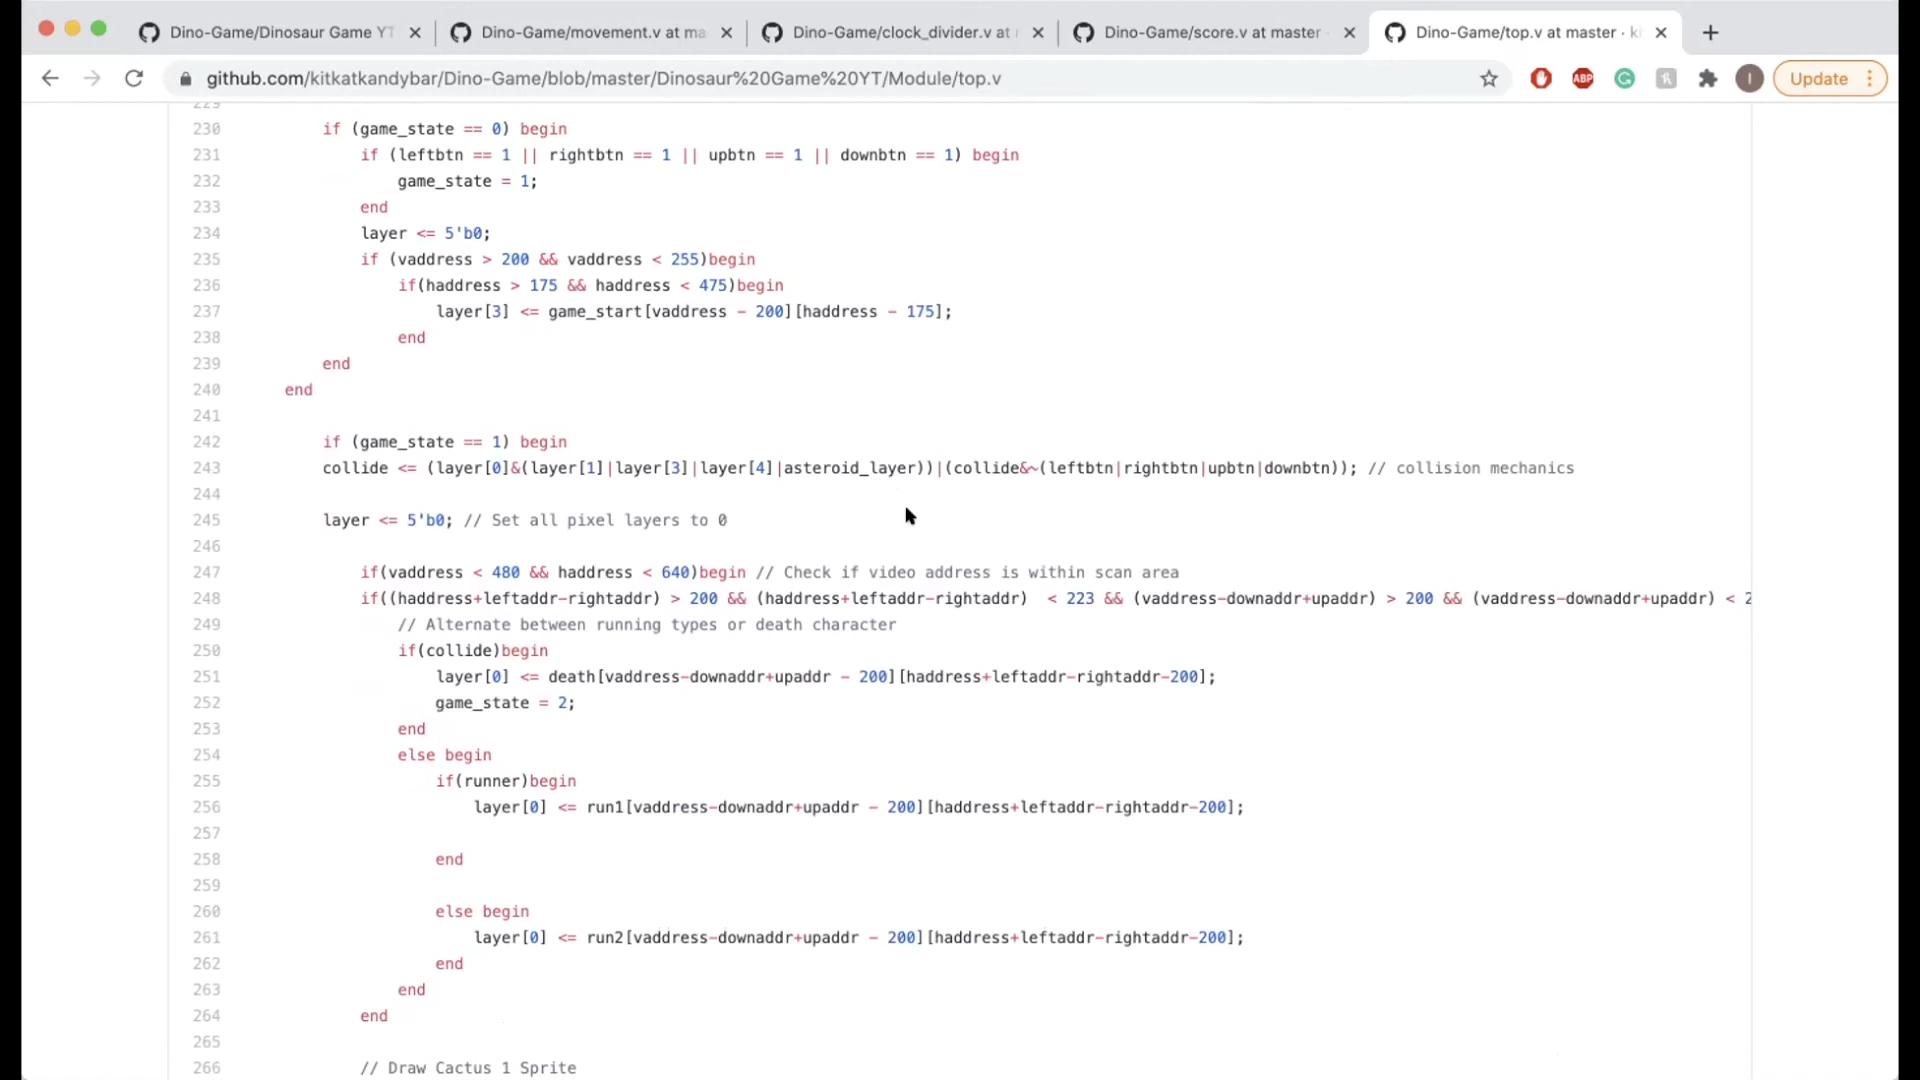 Dino-Game/Dinosaur Game YT
Dino-Game/movement.v at ma
Dino-Game/clock_divider.v at
Dino-Game/score.v at master
Dino-Game/top.v at master · ki
github.com/kitkatkandybar/Dino-Game/blob/master/Dinosaur%20Game%20YT/Module/top.v
ABP
I
Update
229
230 if (game_state == 0) begin
231 if (leftbtn == 1 || rightbtn == 1 || upbtn == 1 || downbtn == 1) begin
232 game_state = 1;
233 end
234 layer <= 5'b0;
235 if (vaddress > 200 && vaddress < 255)begin
236 if(haddress > 175 && haddress < 475)begin
237 layer[3] <= game_start[vaddress - 200][haddress - 175];
238 end
239 end
240 end
241
242 if (game_state == 1) begin
243 collide <= (layer[0]&(layer[1]|layer[3]|layer[4]|asteroid_layer))|(collide&~(leftbtn|rightbtn|upbtn|downbtn)); // collision mechanics
244
245 layer <= 5'b0; // Set all pixel layers to 0
246
247 if(vaddress < 480 && haddress < 640)begin // Check if video address is within scan area
248 if((haddress+leftaddr-rightaddr) > 200 && (haddress+leftaddr-rightaddr) < 223 && (vaddress-downaddr+upaddr) > 200 && (vaddress-downaddr+upaddr) < 2
249 // Alternate between running types or death character
250 if(collide)begin
251 layer[0] <= death[vaddress-downaddr+upaddr - 200][haddress+leftaddr-rightaddr-200];
252 game_state = 2;
253 end
254 else begin
255 if(runner)begin
256 layer[0] <= run1[vaddress-downaddr+upaddr - 200][haddress+leftaddr-rightaddr-200];
257
258 end
259
260 else begin
261 layer[0] <= run2[vaddress-downaddr+upaddr - 200][haddress+leftaddr-rightaddr-200];
262 end
263 end
264 end
265
266 // Draw Cactus 1 Sprite